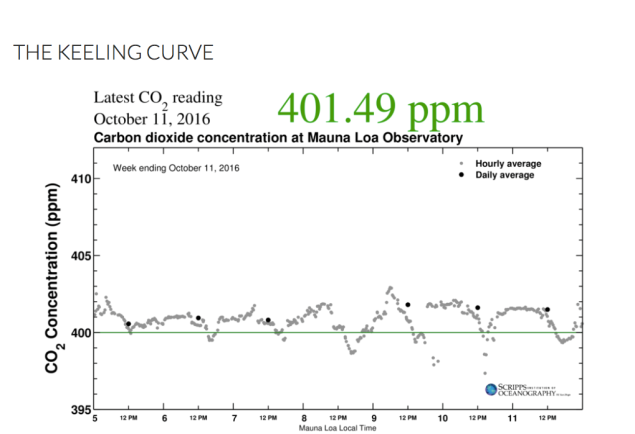 THE KEELING CURVE
Latest CO2 reading
October 11, 2016
401.49 ppm
Carbon dioxide concentration at Mauna Loa Observatory
Week ending October 11, 2016
Hourly average
Daily average
CO2 Concentration (ppm)
410
405
400
395
5 12 PM 6 12 PM 7 12 PM 8 12 PM 9 12 PM 10 12 PM 11 12 PM
Mauna Loa Local Time
SCRIPPS INSTITUTION OF
OCEANOGRAPHY